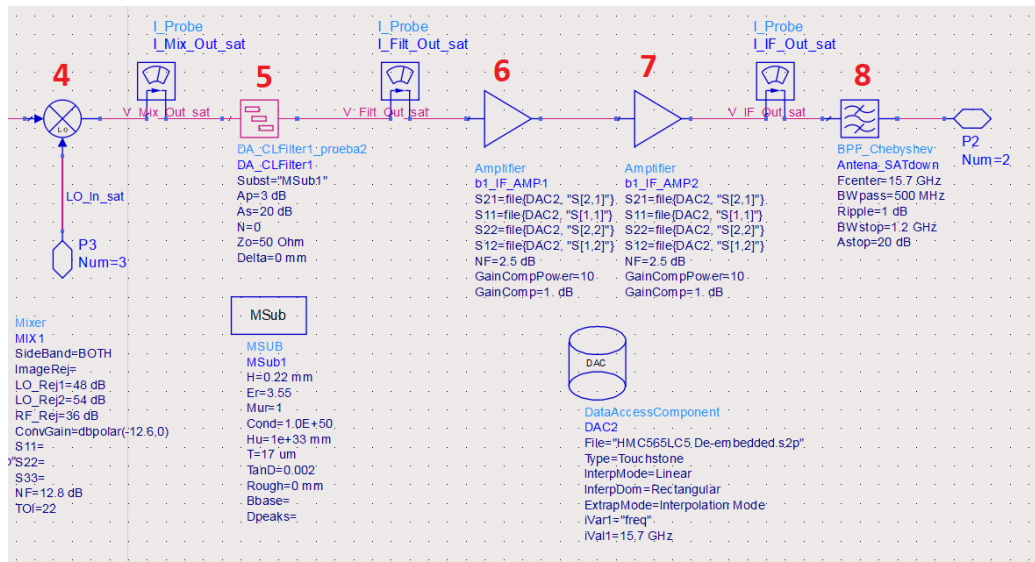 I_Probe
I_Mix_Out_sat
I_Probe
I_Filt_Out_sat
I_Probe
I_IF_Out_sat
4
5
6
7
8
LO
V_Mix_Out_sat
V_Filt_Out_sat
V_IF_Out_sat
LO_In_sat
P3
Num=3
P2
Num=2
DA_CLFilter1_prueba2
DA_CLFilter1
Subst="MSub1"
Ap=3 dB
As=20 dB
N=0
Zo=50 Ohm
Delta=0 mm
Amplifier
b1_IF_AMP1
S21=file{DAC2, "S[2,1]"}
S11=file{DAC2, "S[1,1]"}
S22=file{DAC2, "S[2,2]"}
S12=file{DAC2, "S[1,2]"}
NF=2.5 dB
GainCompPower=10
GainComp=1. dB
Amplifier
b1_IF_AMP2
S21=file{DAC2, "S[2,1]"}
S11=file{DAC2, "S[1,1]"}
S22=file{DAC2, "S[2,2]"}
S12=file{DAC2, "S[1,2]"}
NF=2.5 dB
GainCompPower=10
GainComp=1. dB
BPF_Chebyshev
Antena_SATdown
Fcenter=15.7 GHz
BWpass=500 MHz
Ripple=1 dB
BWstop=1.2 GHz
Astop=20 dB
Mixer
MIX1
SideBand=BOTH
ImageRej=
LO_Rej1=48 dB
LO_Rej2=54 dB
RF_Rej=36 dB
ConvGain=dbpolar(-12.6,0)
S11=
S22=
S33=
NF=12.8 dB
TOI=22
MSub
MSUB
MSub1
H=0.22 mm
Er=3.55
Mur=1
Cond=1.0E+50
Hu=1e+33 mm
T=17 um
TanD=0.002
Rough=0 mm
Bbase=
Dpeaks=
DAC
DataAccessComponent
DAC2
File="HMC565LC5_De-embedded.s2p"
Type=Touchstone
InterpMode=Linear
InterpDom=Rectangular
ExtrapMode=Interpolation Mode
iVar1="freq"
iVal1=15.7 GHz